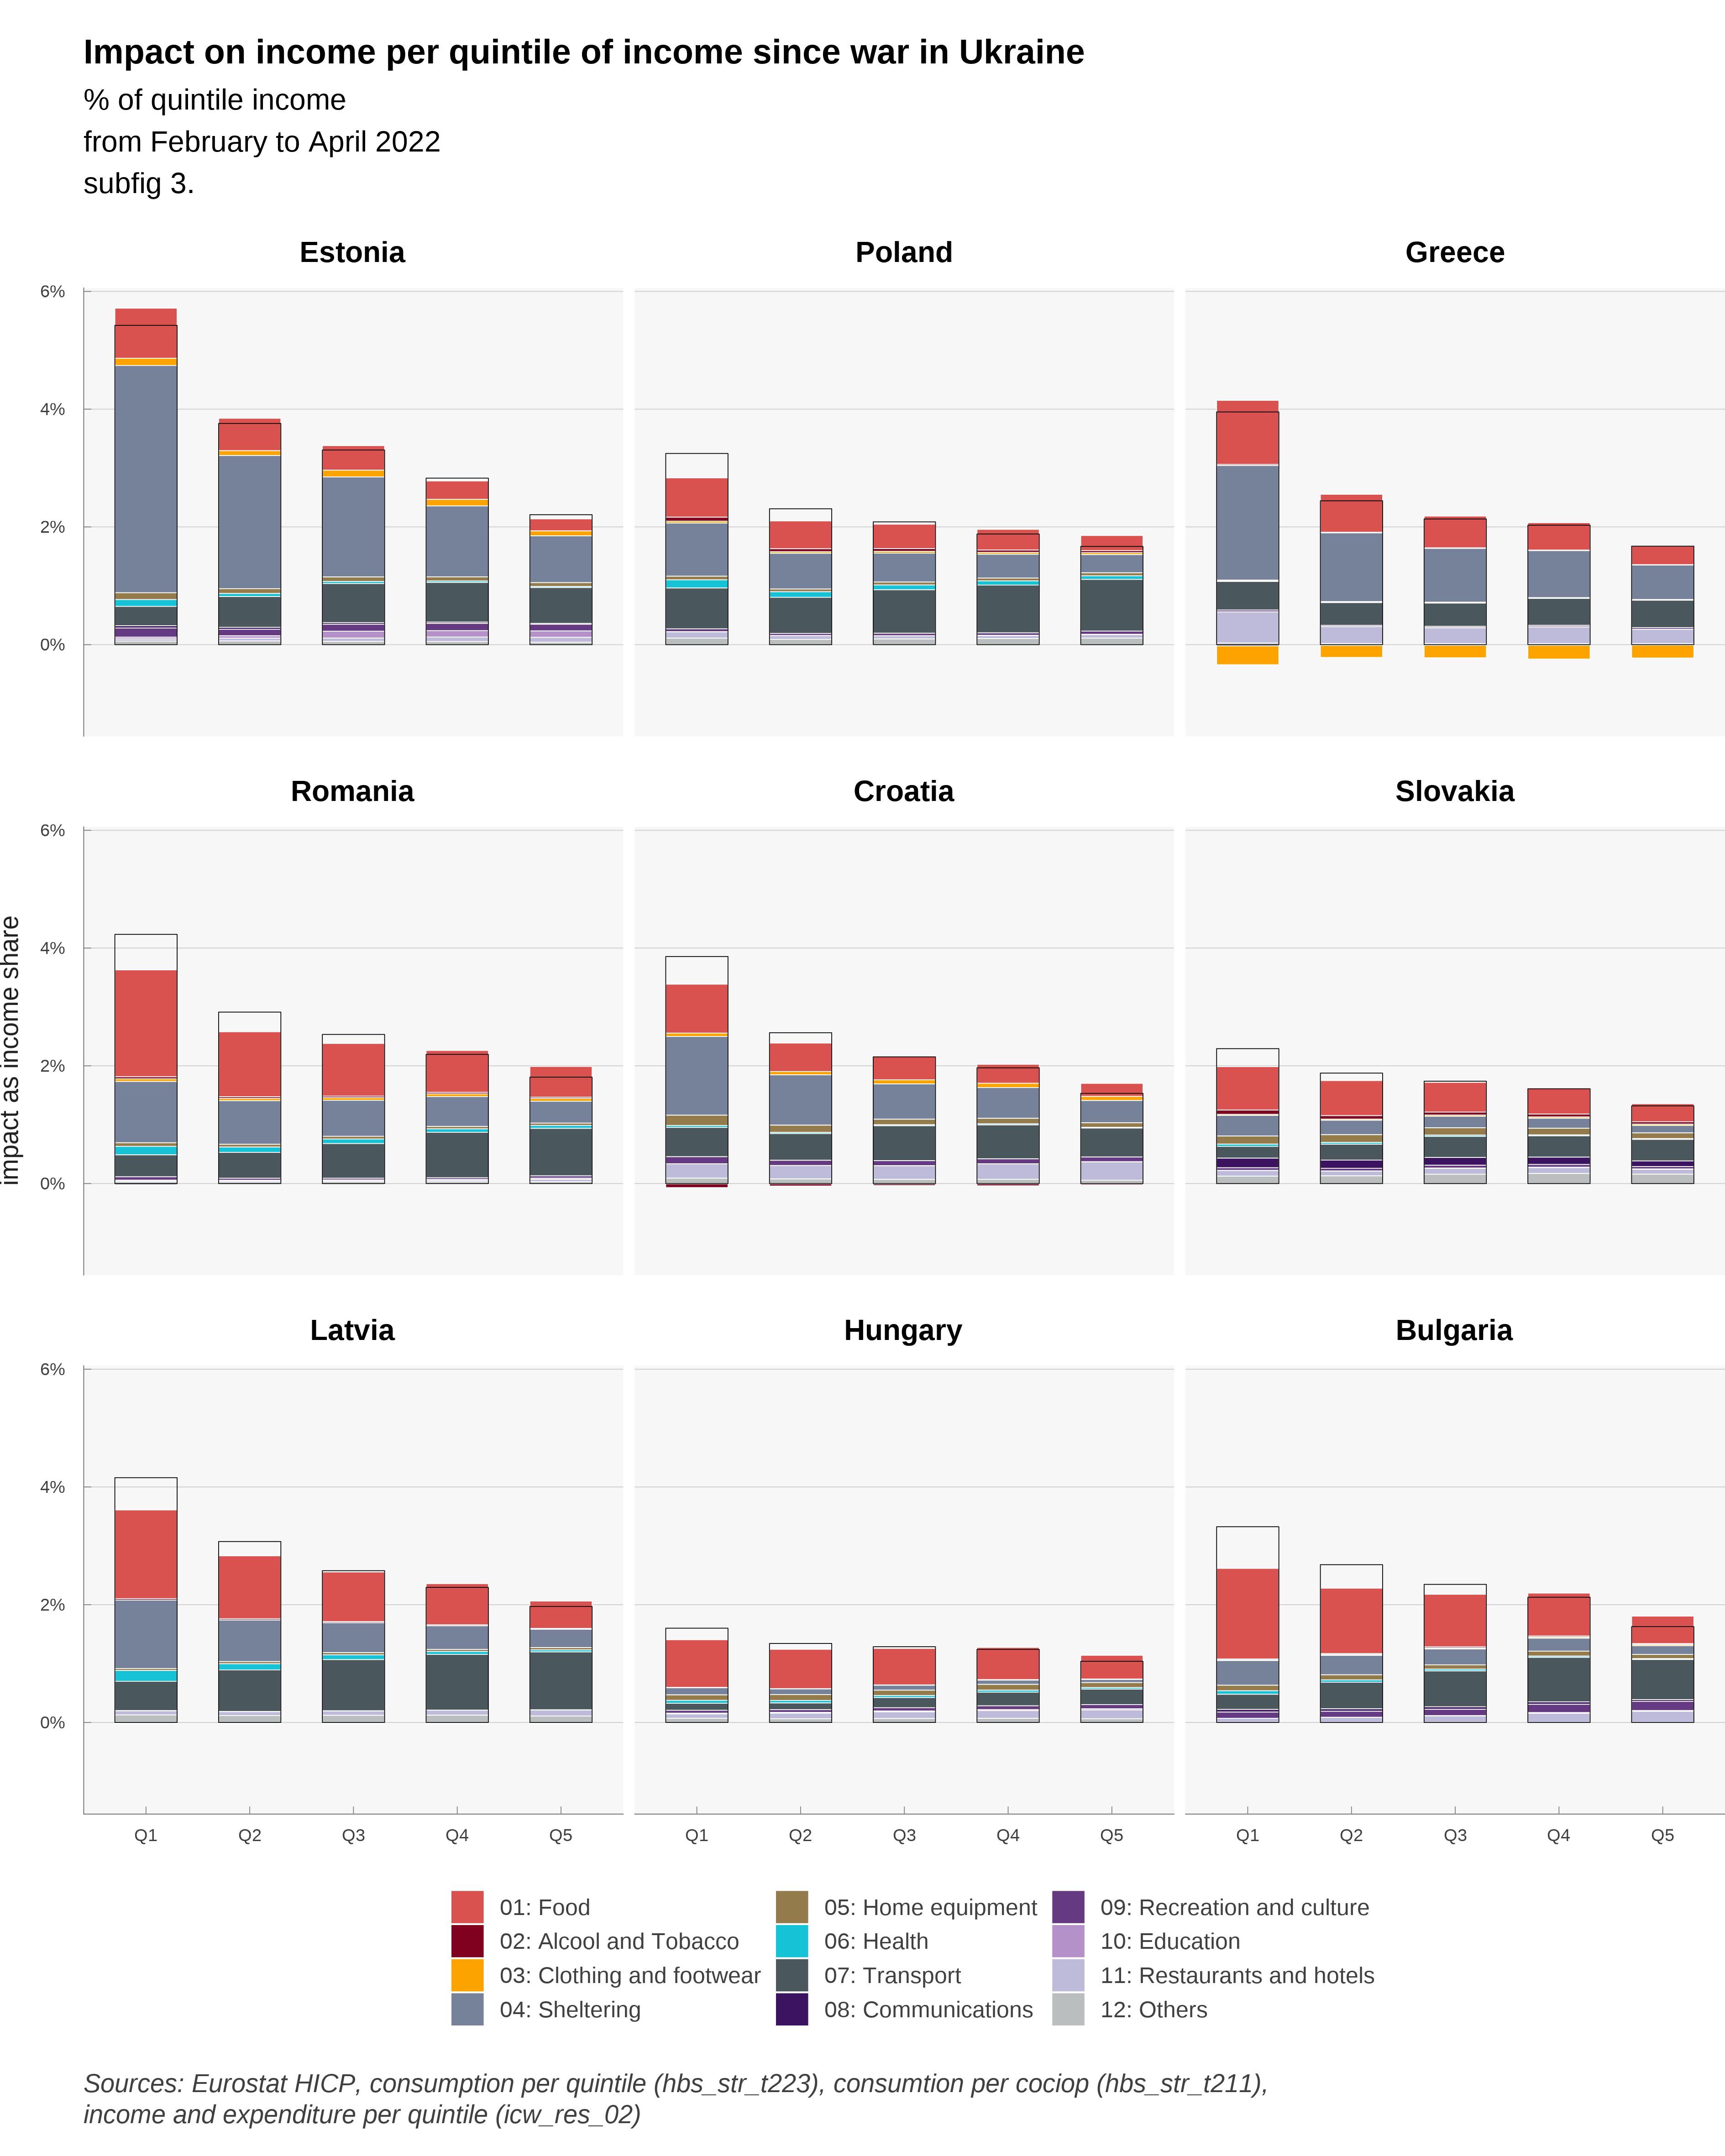 Impact on income per quintile of income since war in Ukraine
% of quintile income
from February to April 2022
subfig 3.
Estonia
Poland
Greece
6%
4%
2%
0%
Romania
Croatia
Slovakia
impact as income share
6%
4%
2%
0%
Latvia
Hungary
Bulgaria
6%
4%
2%
0%
Q1 Q2 Q3 Q4 Q5
Q1 Q2 Q3 Q4 Q5
Q1 Q2 Q3 Q4 Q5
01: Food
02: Alcool and Tobacco
03: Clothing and footwear
04: Sheltering
05: Home equipment
06: Health
07: Transport
08: Communications
09: Recreation and culture
10: Education
11: Restaurants and hotels
12: Others
Sources: Eurostat HICP, consumption per quintile (hbs_str_t223), consumtion per cociop (hbs_str_t211),
income and expenditure per quintile (icw_res_02)